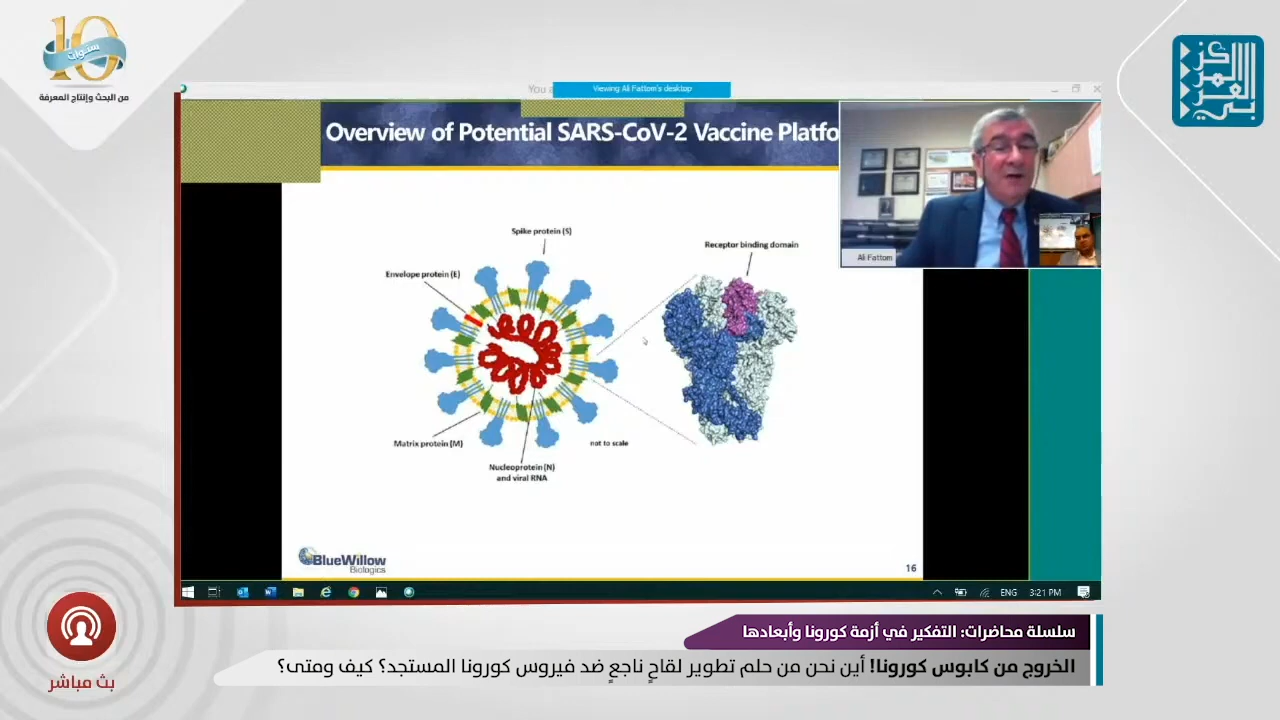 10
سنوات
من البحث وإنتاج المعرفة
المركز
العربي
You a
Viewing Ali Fattom's desktop
Overview of Potential SARS-CoV-2 Vaccine Platfo
Ali Fattom
Spike protein (S)
Receptor binding domain
Envelope protein (E)
Matrix protein (M)
not to scale
Nucleoprotein (N)
and viral RNA
BlueWillow
Biologics
16
ENG
3:21 PM
سلسلة محاضرات: التفكير في أزمة كورونا وأبعادها
الخروج من كابوس كورونا! أين نحن من حلم تطوير لقاحٍ ناجعٍ ضد فيروس كورونا المستجد؟ كيف ومتى؟
بث مباشر